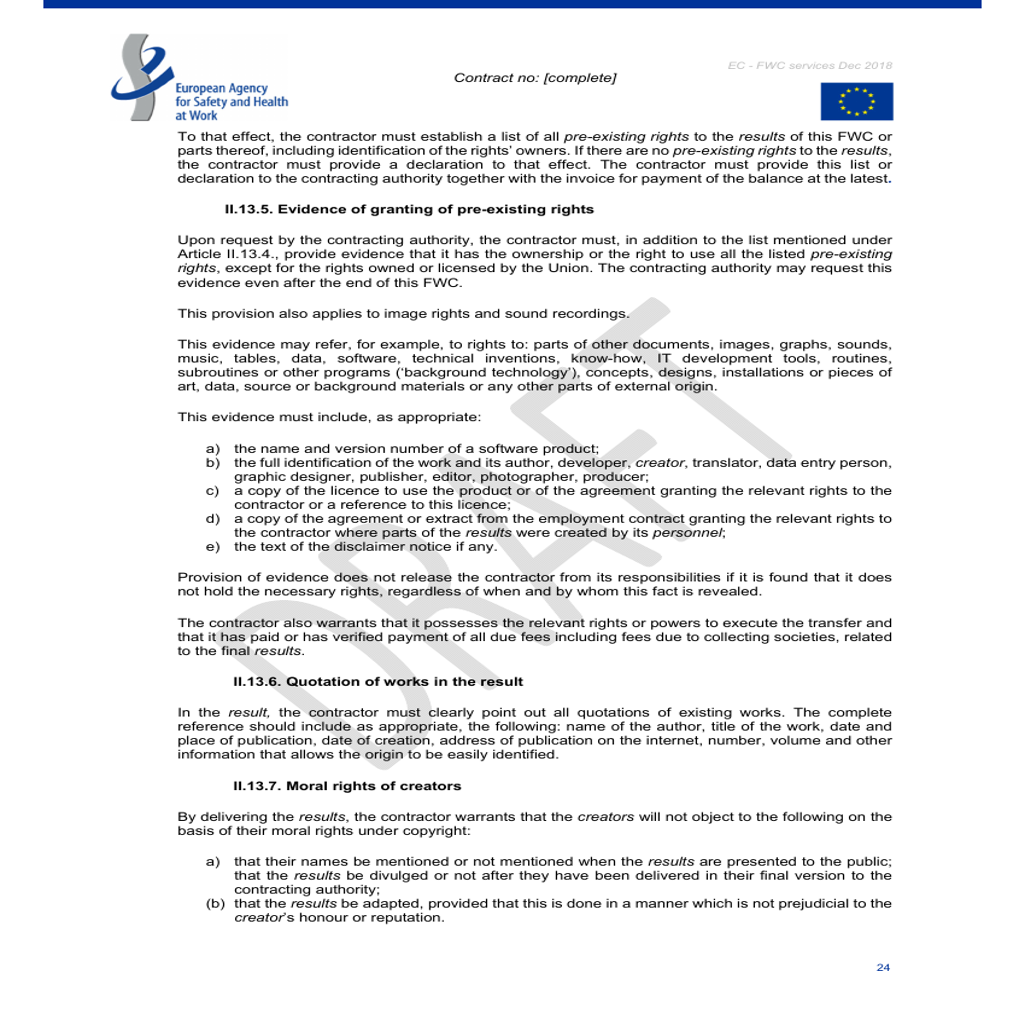 EC - FWC services Dec 2018
Contract no: [complete]
European Agency
for Safety and Health
at Work
To that effect, the contractor must establish a list of all pre-existing rights to the results of this FWC or
parts thereof, including identification of the rights' owners. If there are no pre-existing rights to the results,
the contractor must provide a declaration to that effect. The contractor must provide this list or
declaration to the contracting authority together with the invoice for payment of the balance at the latest.
II.13.5. Evidence of granting of pre-existing rights
Upon request by the contracting authority, the contractor must, in addition to the list mentioned under
Article II.13.4., provide evidence that it has the ownership or the right to use all the listed pre-existing
rights, except for the rights owned or licensed by the Union. The contracting authority may request this
evidence even after the end of this FWC.
This provision also applies to image rights and sound recordings.
This evidence may refer, for example, to rights to: parts of other documents, images, graphs, sounds,
music, tables, data, software, technical inventions, know-how, IT development tools, routines,
subroutines or other programs (‘background technology’), concepts, designs, installations or pieces of
art, data, source or background materials or any other parts of external origin.
This evidence must include, as appropriate:
a) the name and version number of a software product;
b) the full identification of the work and its author, developer, creator, translator, data entry person,
graphic designer, publisher, editor, photographer, producer;
c) a copy of the licence to use the product or of the agreement granting the relevant rights to the
contractor or a reference to this licence;
d) a copy of the agreement or extract from the employment contract granting the relevant rights to
the contractor where parts of the results were created by its personnel;
e) the text of the disclaimer notice if any.
Provision of evidence does not release the contractor from its responsibilities if it is found that it does
not hold the necessary rights, regardless of when and by whom this fact is revealed.
The contractor also warrants that it possesses the relevant rights or powers to execute the transfer and
that it has paid or has verified payment of all due fees including fees due to collecting societies, related
to the final results.
II.13.6. Quotation of works in the result
In the result, the contractor must clearly point out all quotations of existing works. The complete
reference should include as appropriate, the following: name of the author, title of the work, date and
place of publication, date of creation, address of publication on the internet, number, volume and other
information that allows the origin to be easily identified.
II.13.7. Moral rights of creators
By delivering the results, the contractor warrants that the creators will not object to the following on the
basis of their moral rights under copyright:
a) that their names be mentioned or not mentioned when the results are presented to the public;
that the results be divulged or not after they have been delivered in their final version to the
contracting authority;
(b) that the results be adapted, provided that this is done in a manner which is not prejudicial to the
creator's honour or reputation.
24
DRAFT